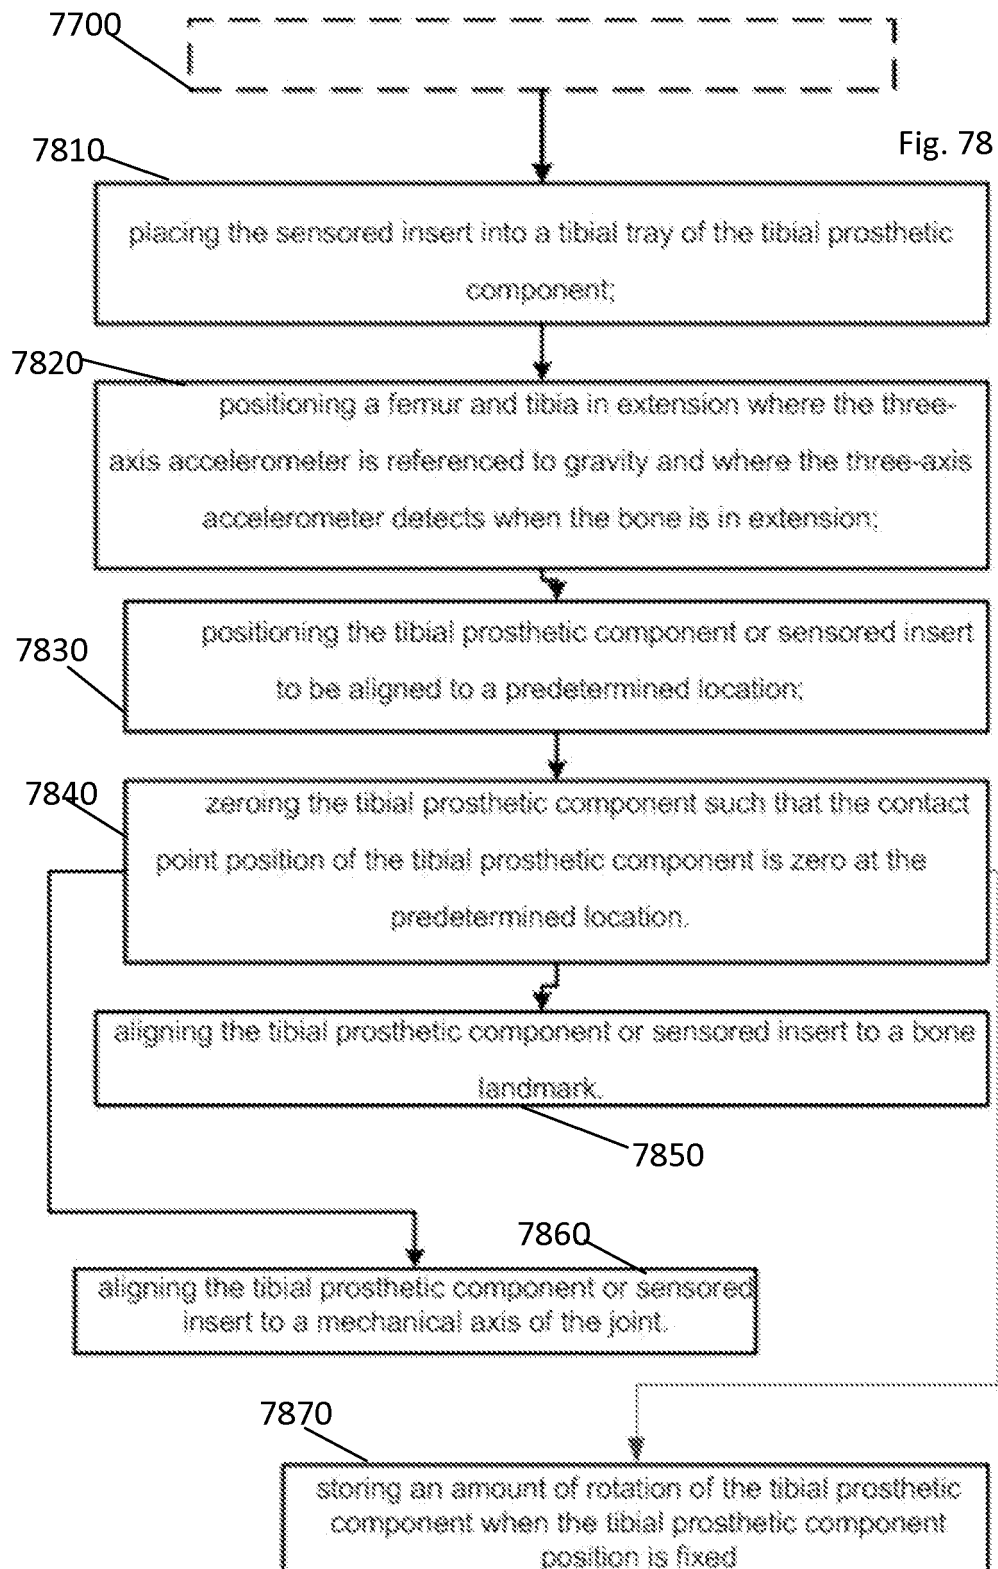 7700
Fig. 78
7810
placing the sensored insert into a tibial tray of the tibial prosthetic
component;
7820
positioning a femur and tibia in extension where the three-
axis accelerometer is referenced to gravity and where the three-axis
accelerometer detects when the bone is in extension;
7830
positioning the tibial prosthetic component or sensored insert
to be aligned to a predetermined location;
7840
zeroing the tibial prosthetic component such that the contact
point position of the tibial prosthetic component is zero at the
predetermined location.
aligning the tibial prosthetic component or sensored insert to a bone
landmark.
7850
7860
aligning the tibial prosthetic component or sensored
insert to a mechanical axis of the joint.
7870
storing an amount of rotation of the tibial prosthetic
component when the tibial prosthetic component
position is fixed